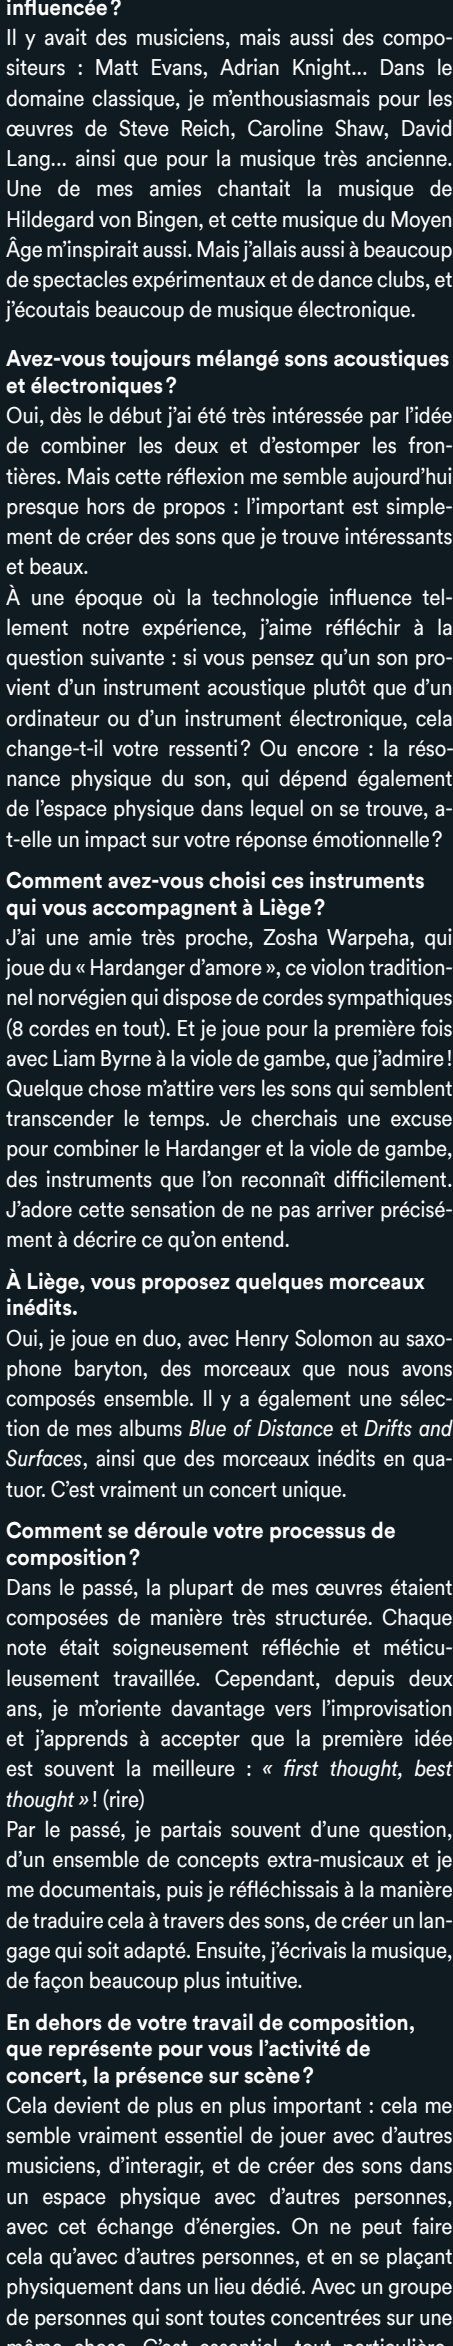 influencée ?
Il y avait des musiciens, mais aussi des compo-
siteurs : Matt Evans, Adrian Knight... Dans le
domaine classique, je m’enthousiasmais pour les
œuvres de Steve Reich, Caroline Shaw, David
Lang... ainsi que pour la musique très ancienne.
Une de mes amies chantait la musique de
Hildegard von Bingen, et cette musique du Moyen
Âge m’inspirait aussi. Mais j’allais aussi à beaucoup
de spectacles expérimentaux et de dance clubs, et
j’écoutais beaucoup de musique électronique.
Avez-vous toujours mélangé sons acoustiques
et électroniques ?
Oui, dès le début j’ai été très intéressée par l’idée
de combiner les deux et d’estomper les fron-
tières. Mais cette réflexion me semble aujourd’hui
presque hors de propos : l’important est simple-
ment de créer des sons que je trouve intéressants
et beaux.
À une époque où la technologie influence tel-
lement notre expérience, j’aime réfléchir à la
question suivante : si vous pensez qu’un son pro-
vient d’un instrument acoustique plutôt que d’un
ordinateur ou d’un instrument électronique, cela
change-t-il votre ressenti ? Ou encore : la réso-
nance physique du son, qui dépend également
de l’espace physique dans lequel on se trouve, a-
t-elle un impact sur votre réponse émotionnelle ?
Comment avez-vous choisi ces instruments
qui vous accompagnent à Liège ?
J’ai une amie très proche, Zosha Warpeha, qui
joue du « Hardanger d’amore », ce violon tradition-
nel norvégien qui dispose de cordes sympathiques
(8 cordes en tout). Et je joue pour la première fois
avec Liam Byrne à la viole de gambe, que j’admire !
Quelque chose m’attire vers les sons qui semblent
transcender le temps. Je cherchais une excuse
pour combiner le Hardanger et la viole de gambe,
des instruments que l’on reconnaît difficilement.
J’adore cette sensation de ne pas arriver précisé-
ment à décrire ce qu’on entend.
À Liège, vous proposez quelques morceaux
inédits.
Oui, je joue en duo, avec Henry Solomon au saxo-
phone baryton, des morceaux que nous avons
composés ensemble. Il y a également une sélec-
tion de mes albums Blue of Distance et Drifts and
Surfaces, ainsi que des morceaux inédits en qua-
tuor. C’est vraiment un concert unique.
Comment se déroule votre processus de
composition ?
Dans le passé, la plupart de mes œuvres étaient
composées de manière très structurée. Chaque
note était soigneusement réfléchie et méticu-
leusement travaillée. Cependant, depuis deux
ans, je m’oriente davantage vers l’improvisation
et j’apprends à accepter que la première idée
est souvent la meilleure : « first thought, best
thought » ! (rire)
Par le passé, je partais souvent d’une question,
d’un ensemble de concepts extra-musicaux et je
me documentais, puis je réfléchissais à la manière
de traduire cela à travers des sons, de créer un lan-
gage qui soit adapté. Ensuite, j’écrivais la musique,
de façon beaucoup plus intuitive.
En dehors de votre travail de composition,
que représente pour vous l’activité de
concert, la présence sur scène ?
Cela devient de plus en plus important : cela me
semble vraiment essentiel de jouer avec d’autres
musiciens, d’interagir, et de créer des sons dans
un espace physique avec d’autres personnes,
avec cet échange d’énergies. On ne peut faire
cela qu’avec d’autres personnes, et en se plaçant
physiquement dans un lieu dédié. Avec un groupe
de personnes qui sont toutes concentrées sur une
même chose. C’est essentiel, tout particulière-